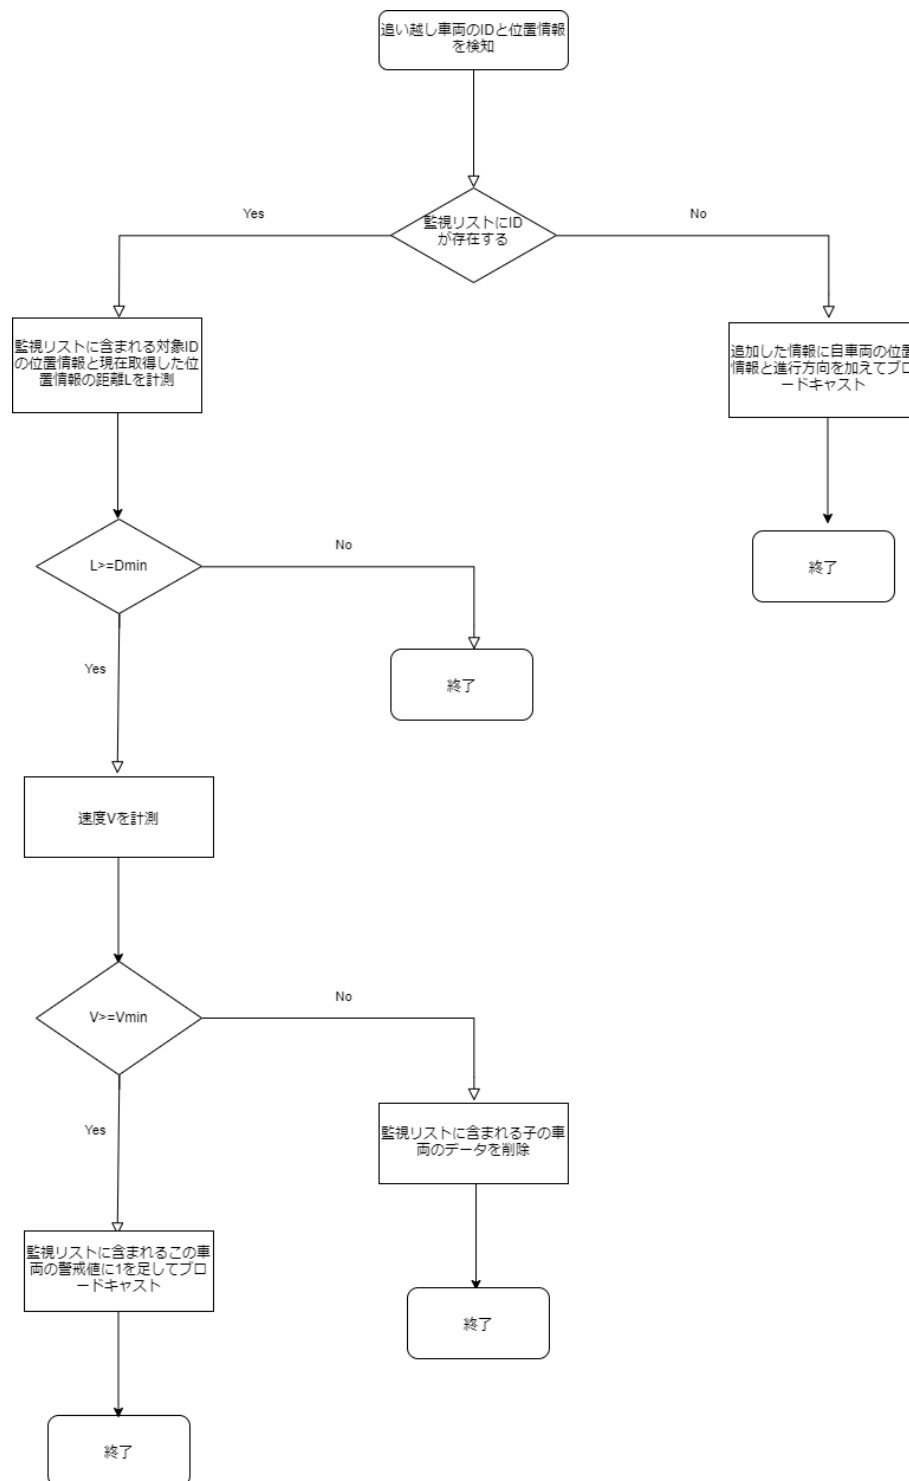 追い越し車両のIDと位置情報
を検知
Yes
No
監視リストにID
が存在する
監視リストに含まれる対象ID
の位置情報と現在取得した位
置情報の距離Lを計測
追加した情報に自車両の位置
情報と進行方向を加えてブロ
ードキャスト
L>=Dmin
No
終了
Yes
終了
速度Vを計測
V>=Vmin
No
Yes
監視リストに含まれる子の車
両のデータを削除
監視リストに含まれるこの車
両の警戒値に1を足してブロ
ードキャスト
終了
終了